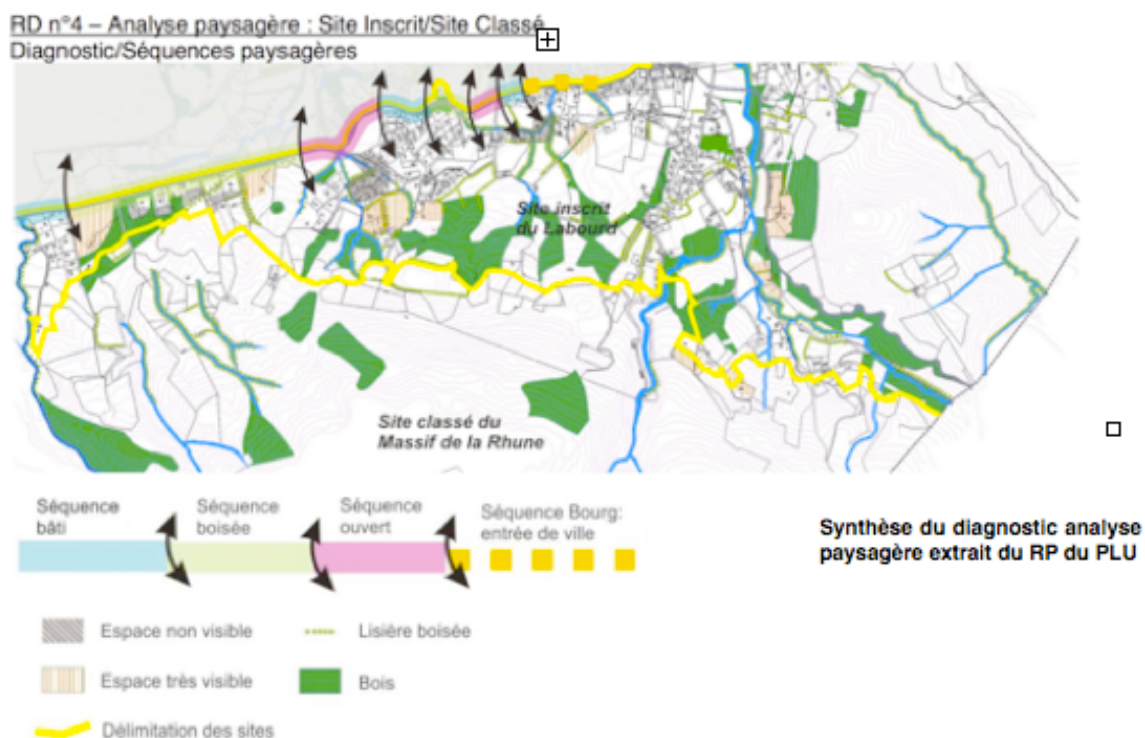 RD n°4 – Analyse paysagère : Site Inscrit/Site Classé
Diagnostic/Séquences paysagères
Site inscrit
du Labourd
Site classé du
Massif de la Rhune
Séquence
bâti
Séquence
boisée
Séquence
ouvert
Séquence Bourg:
entrée de ville
Synthèse du diagnostic analyse
paysagère extrait du RP du PLU
Espace non visible
Lisière boisée
Espace très visible
Bois
Délimitation des sites